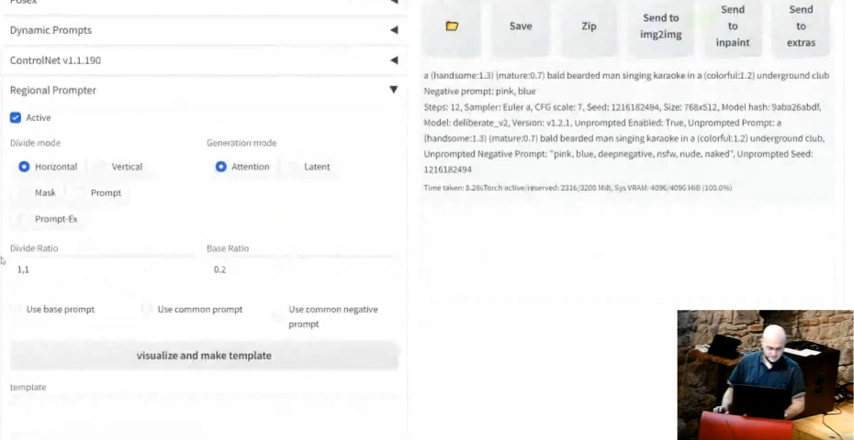 Posex
Dynamic Prompts
ControlNet v1.1.190
Regional Prompter
Active
Divide mode
Generation mode
Horizontal
Vertical
Attention
Latent
Mask
Prompt
Prompt-Ex
Divide Ratio
Base Ratio
1,1
0.2
Use base prompt
Use common prompt
Use common negative
prompt
visualize and make template
template
Save
Zip
Send to
img2img
Send
to
inpaint
Send
to
extras
a (handsome:1.3) (mature:0.7) bald bearded man singing karaoke in a (colorful:1.2) underground club
Negative prompt: pink, blue
Steps: 12, Sampler: Euler a, CFG scale: 7, Seed: 1216182494, Size: 768x512, Model hash: 9aba26abdf,
Model: deliberate_v2, Version: v1.2.1, Unprompted Enabled: True, Unprompted Prompt: a
(handsome:1.3) (mature:0.7) bald bearded man singing karaoke in a (colorful:1.2) underground club,
Unprompted Negative Prompt: "pink, blue, deepnegative, nsfw, nude, naked", Unprompted Seed:
1216182494
Time taken: 3.28sTorch active/reserved: 2316/3200 MiB, Sys VRAM: 4096/4096 MiB (100.0%)